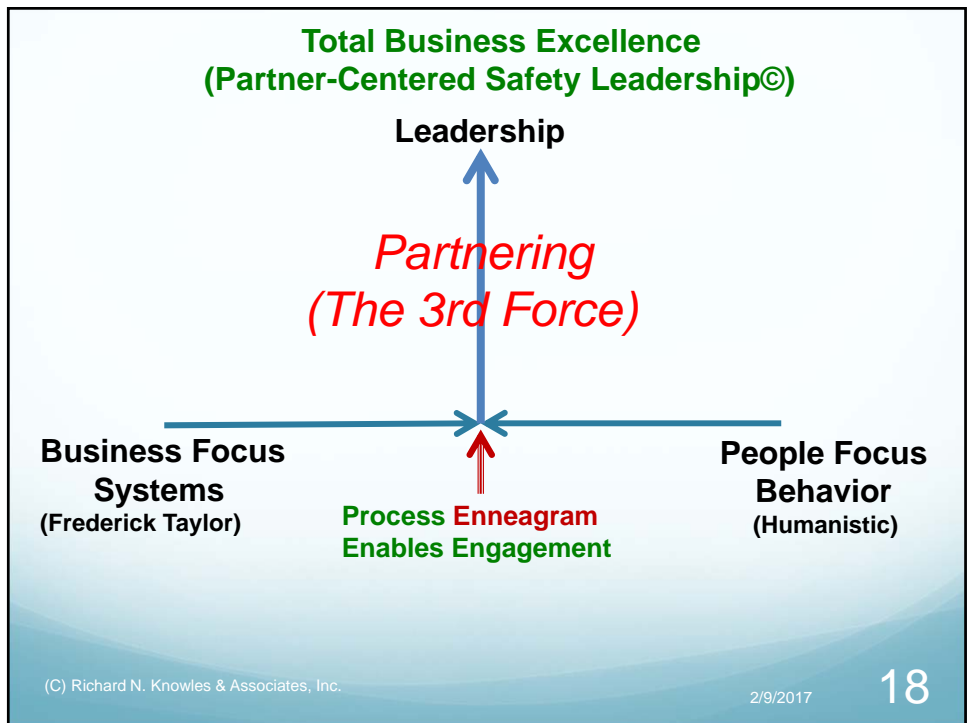 Total Business Excellence
(Partner-Centered Safety Leadership©)
Leadership
Partnering
(The 3rd Force)
Business Focus
Systems
(Frederick Taylor)
People Focus
Behavior
(Humanistic)
Process Enneagram
Enables Engagement
(C) Richard N. Knowles & Associates, Inc.
2/9/2017
18